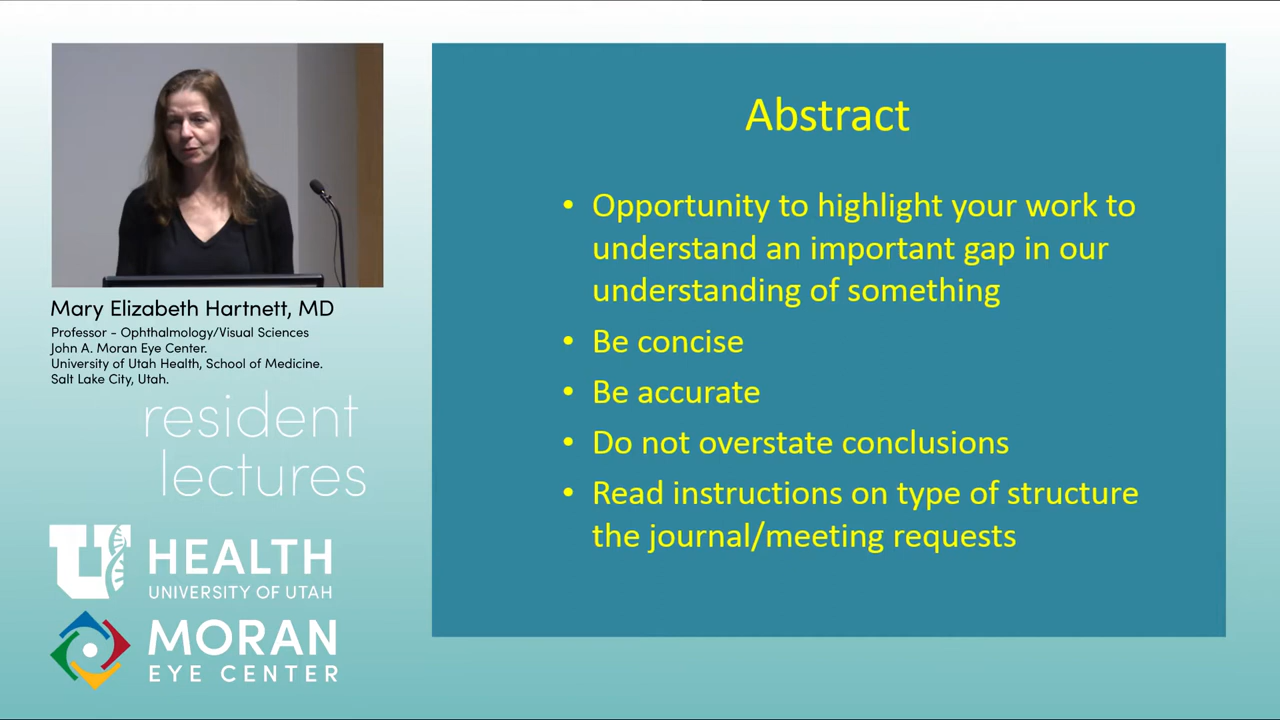 Mary Elizabeth Hartnett, MD
Professor - Ophthalmology/Visual Sciences
John A. Moran Eye Center.
University of Utah Health, School of Medicine.
Salt Lake City, Utah.
resident
lectures
U
HEALTH
UNIVERSITY OF UTAH
MORAN
EYE CENTER
Abstract
• Opportunity to highlight your work to
understand an important gap in our
understanding of something
• Be concise
• Be accurate
• Do not overstate conclusions
• Read instructions on type of structure
the journal/meeting requests